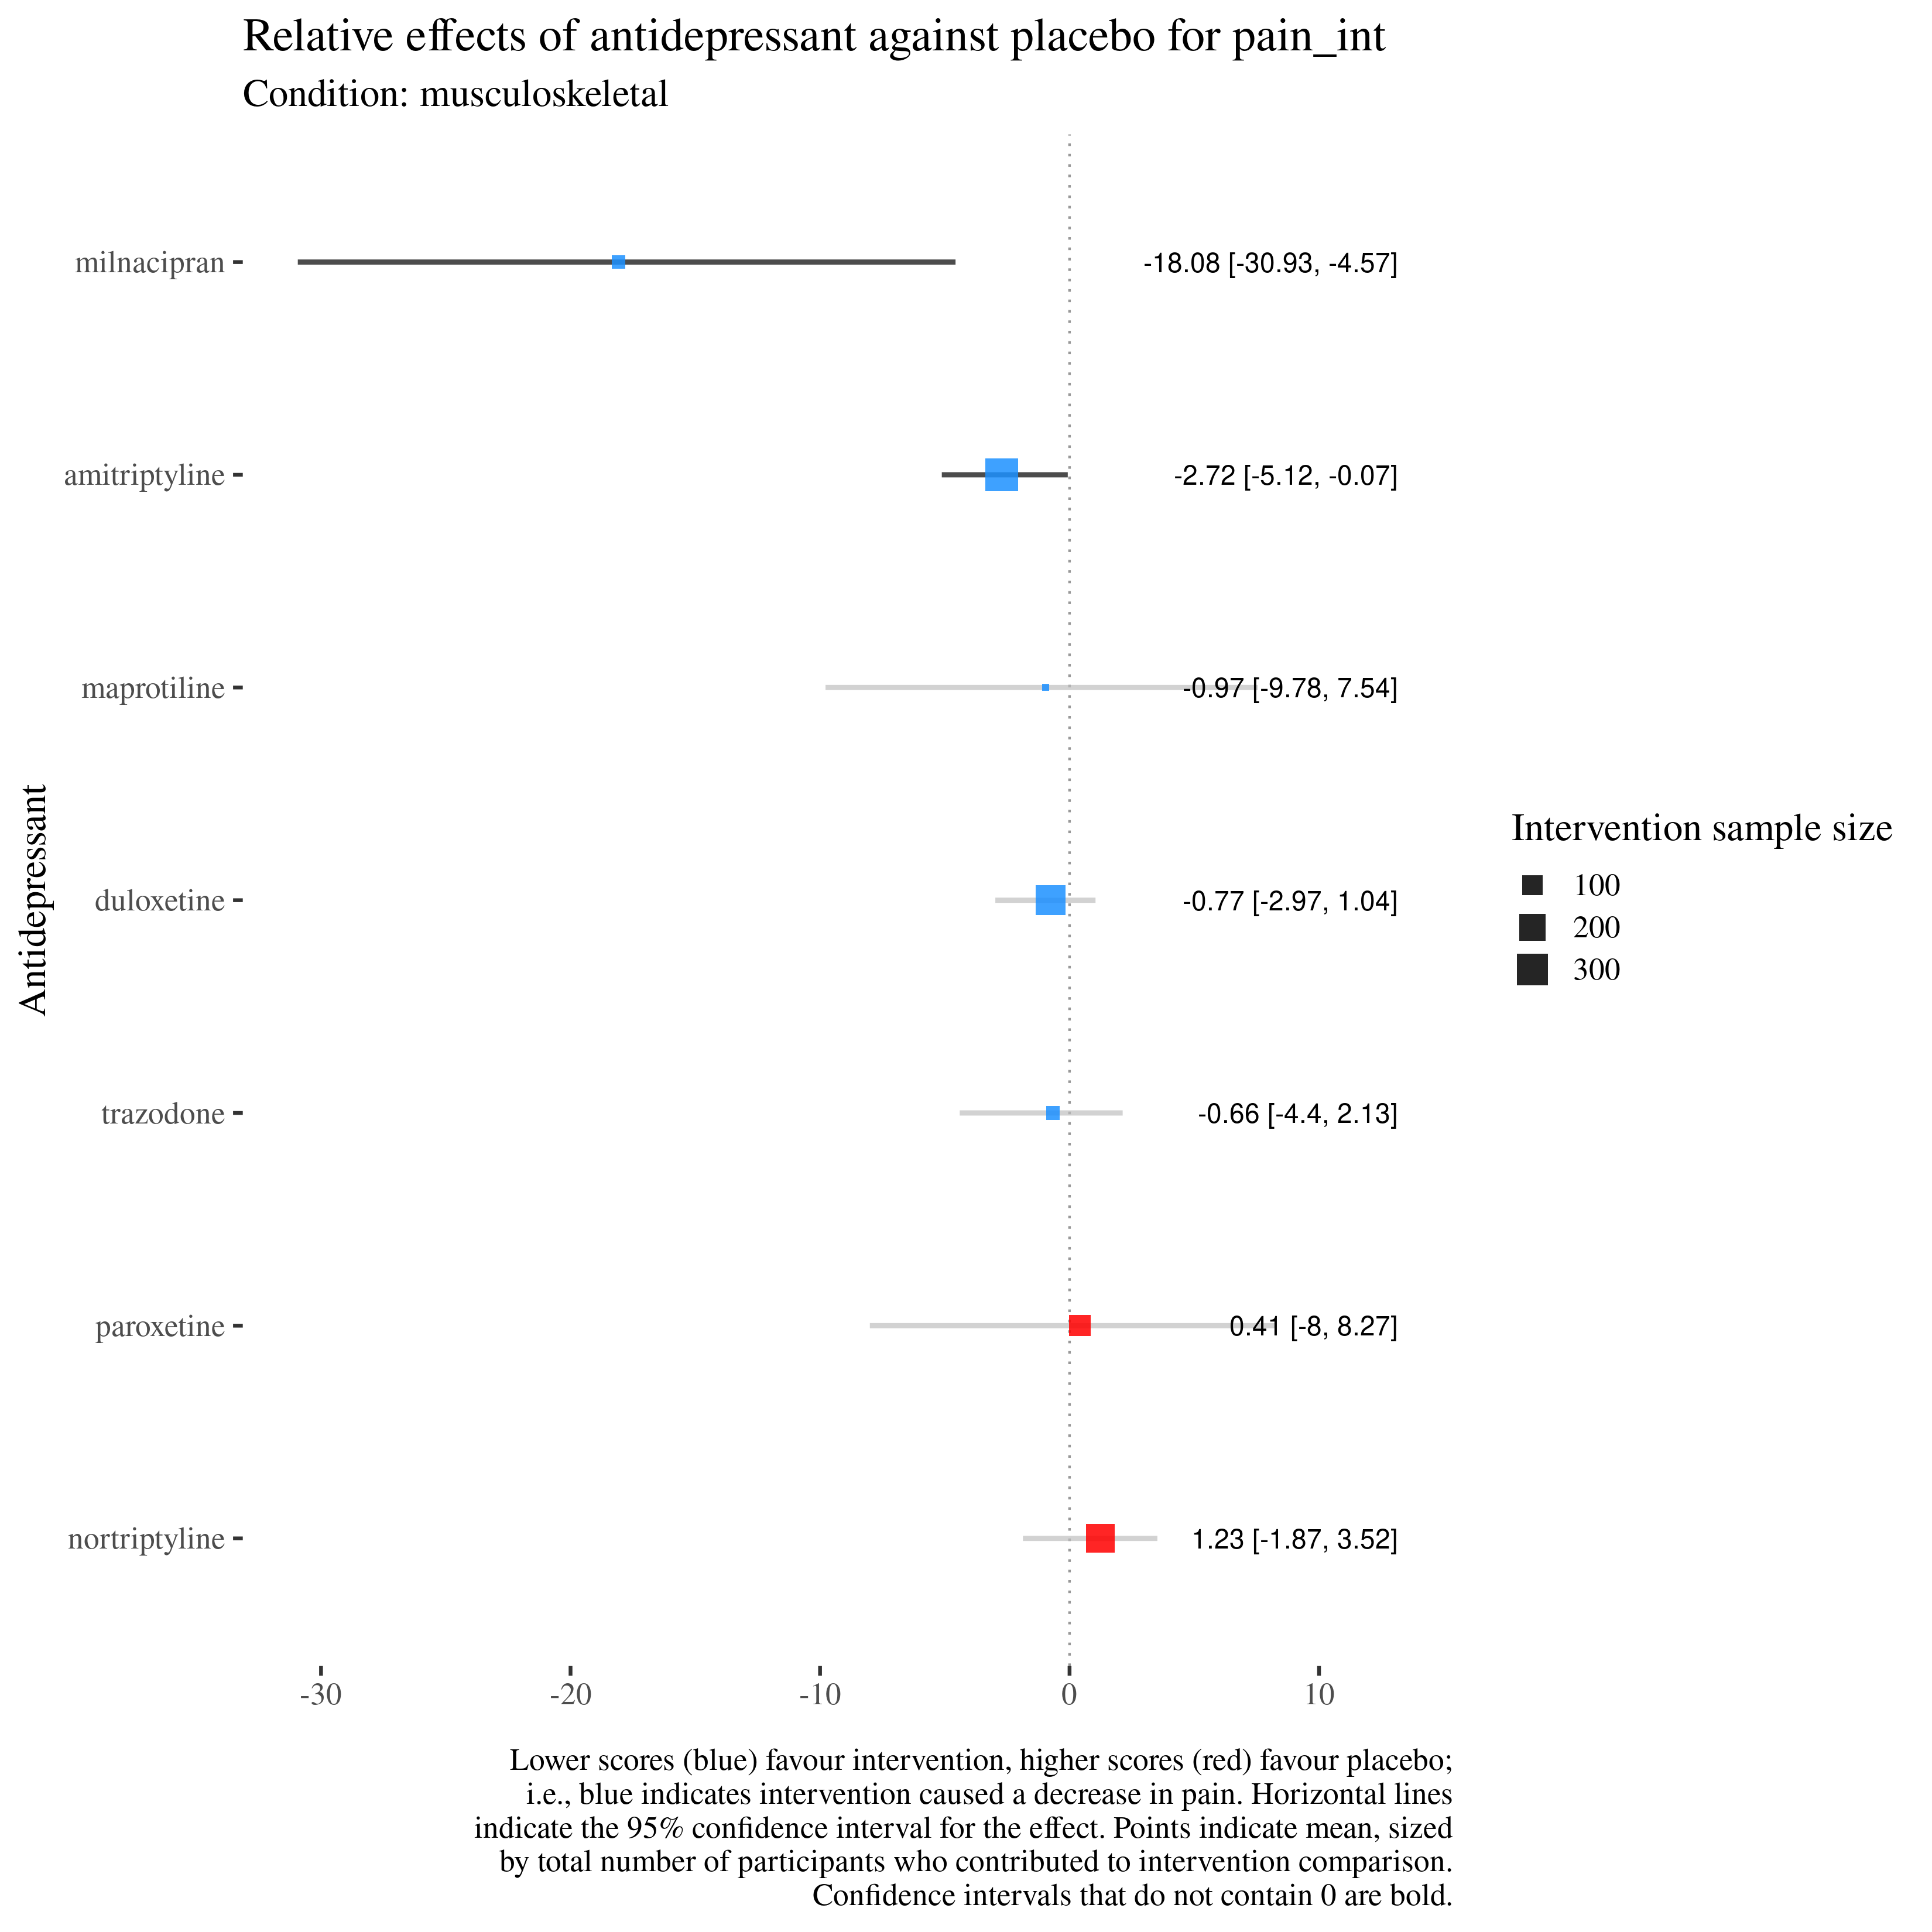 Relative effects of antidepressant against placebo for pain_int
Condition: musculoskeletal
milnacipran
-18.08 [-30.93, -4.57]
amitriptyline
-2.72 [-5.12, -0.07]
maprotiline
-0.97 [-9.78, 7.54]
duloxetine
-0.77 [-2.97, 1.04]
trazodone
-0.66 [-4.4, 2.13]
paroxetine
0.41 [-8, 8.27]
nortriptyline
1.23 [-1.87, 3.52]
Antidepressant
-30
-20
-10
0
10
Intervention sample size
100
200
300
Lower scores (blue) favour intervention, higher scores (red) favour placebo;
i.e., blue indicates intervention caused a decrease in pain. Horizontal lines
indicate the 95% confidence interval for the effect. Points indicate mean, sized
by total number of participants who contributed to intervention comparison.
Confidence intervals that do not contain 0 are bold.